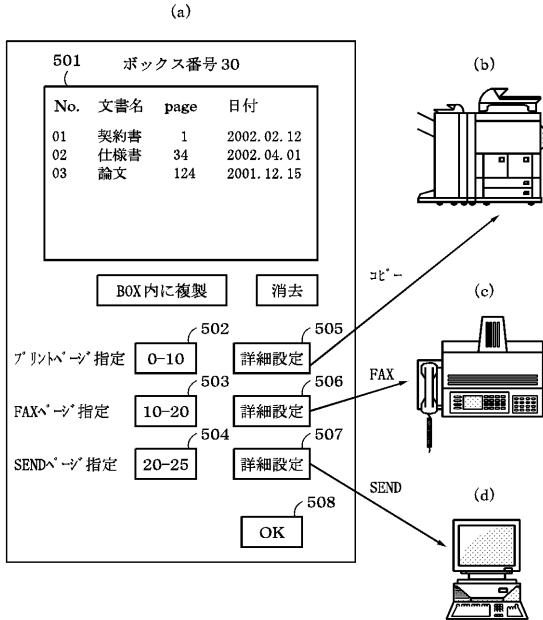 (a)
501
ボックス番号30
No. 文書名 page 日付
01 契約書 1 2002.02.12
02 仕様書 34 2002.04.01
03 論文 124 2001.12.15
BOX内に複製 消去
502 505
プリントページ指定 0-10 詳細設定
503 506
FAXページ指定 10-20 詳細設定
504 507
SENDページ指定 20-25 詳細設定
508
OK
(b)
コピー
(c)
FAX
SEND
(d)